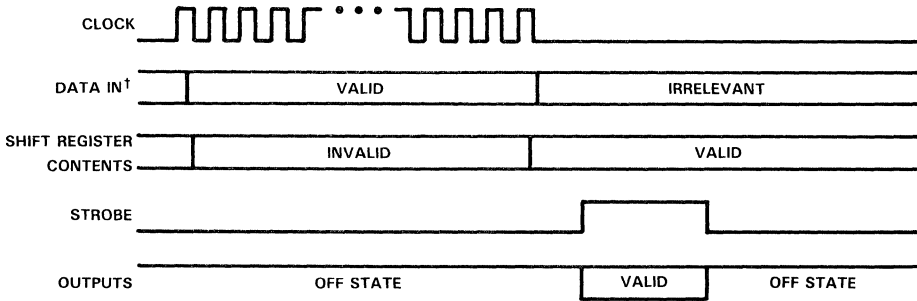 CLOCK
DATA IN†
VALID
IRRELEVANT
SHIFT REGISTER
CONTENTS
INVALID
VALID
STROBE
OUTPUTS
OFF STATE
VALID
OFF STATE